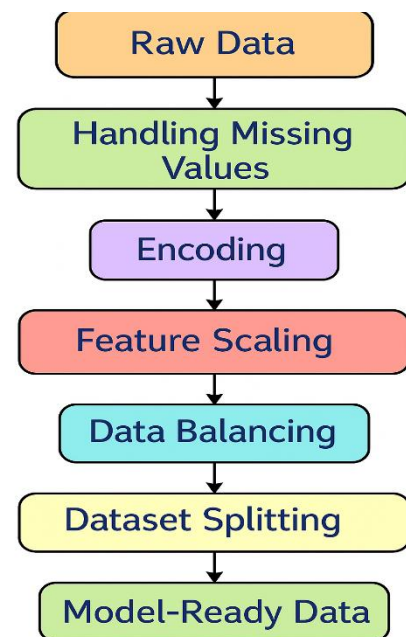 Raw Data
Handling Missing
Values
Encoding
Feature Scaling
Data Balancing
Dataset Splitting
Model-Ready Data